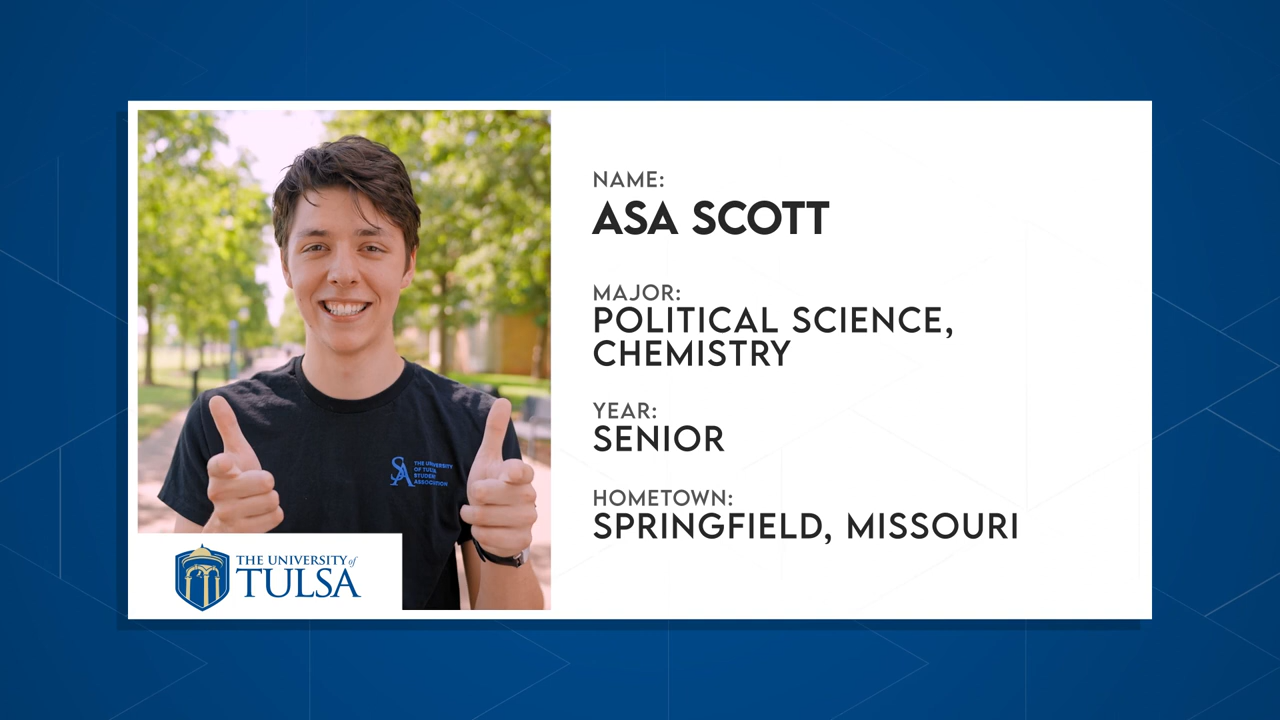 NAME:
ASA SCOTT
MAJOR:
POLITICAL SCIENCE,
CHEMISTRY
YEAR:
SENIOR
HOMETOWN:
SPRINGFIELD, MISSOURI
SA
THE UNIVERSITY
OF TULSA
STUDENT
ASSOCIATION
THE UNIVERSITY of
TULSA